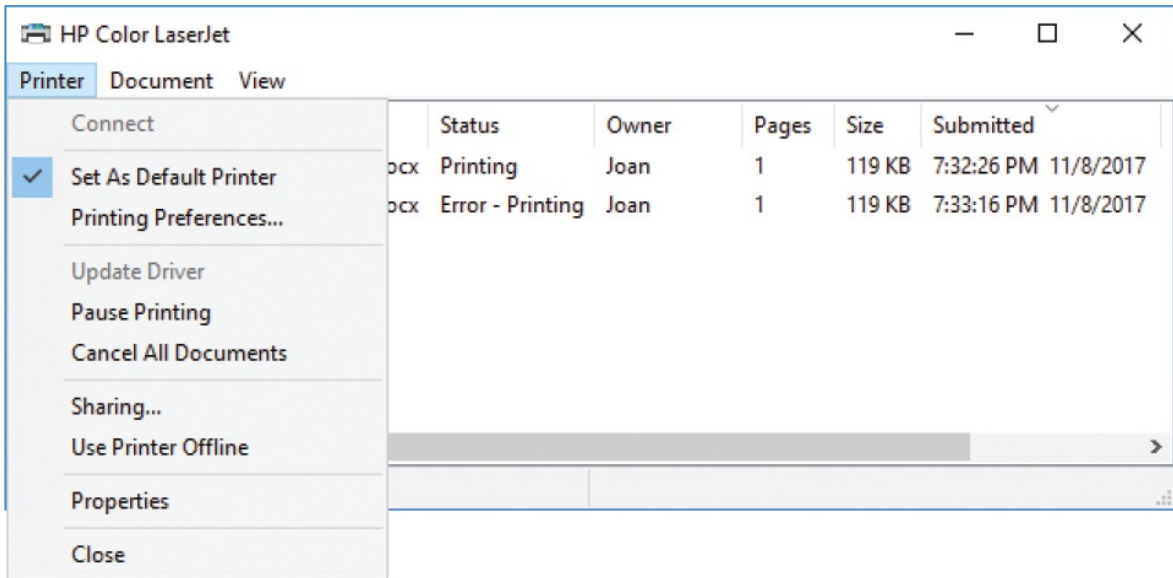 HP Color LaserJet
Printer Document View
Connect
Status Owner Pages Size Submitted
Set As Default Printer
ocx Printing Joan 1 119 KB 7:32:26 PM 11/8/2017
Printing Preferences...
ocx Error - Printing Joan 1 119 KB 7:33:16 PM 11/8/2017
Update Driver
Pause Printing
Cancel All Documents
Sharing...
Use Printer Offline
Properties
Close